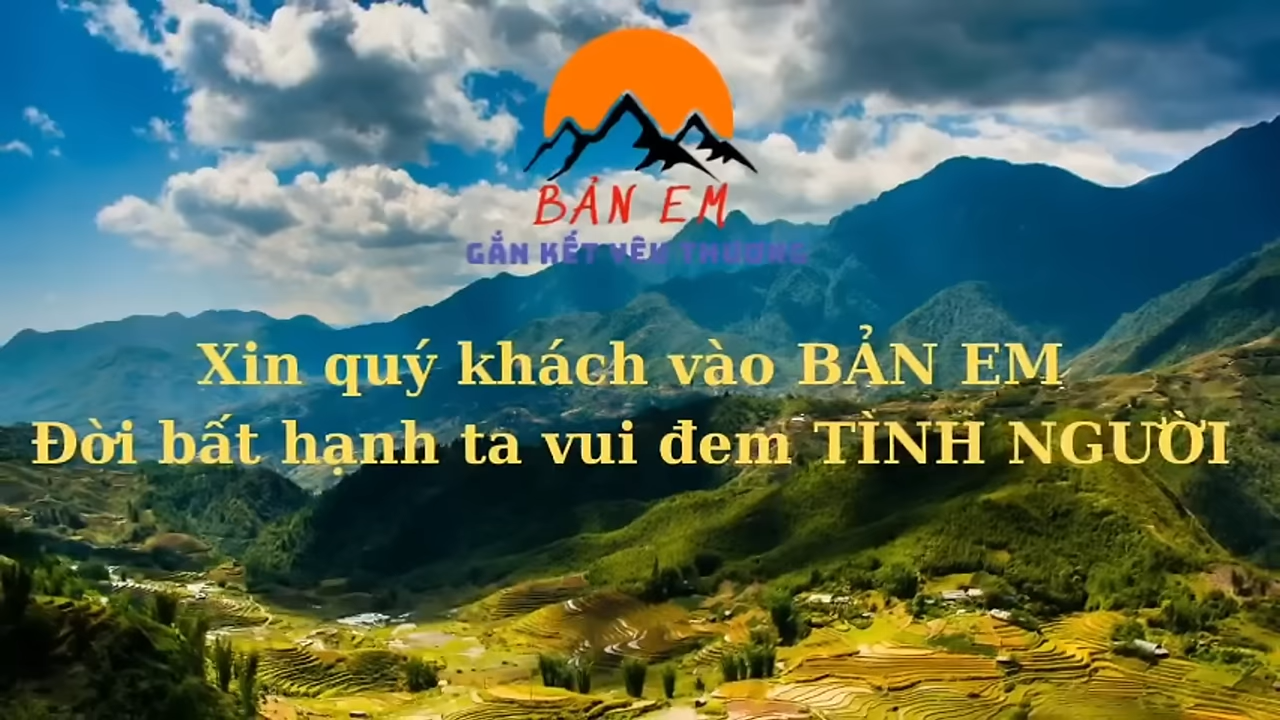 BẢN EM
GẮN KẾT YÊU THƯƠNG
Xin quý khách vào BẢN EM
Đời bất hạnh ta vui đem TÌNH NGƯỜI